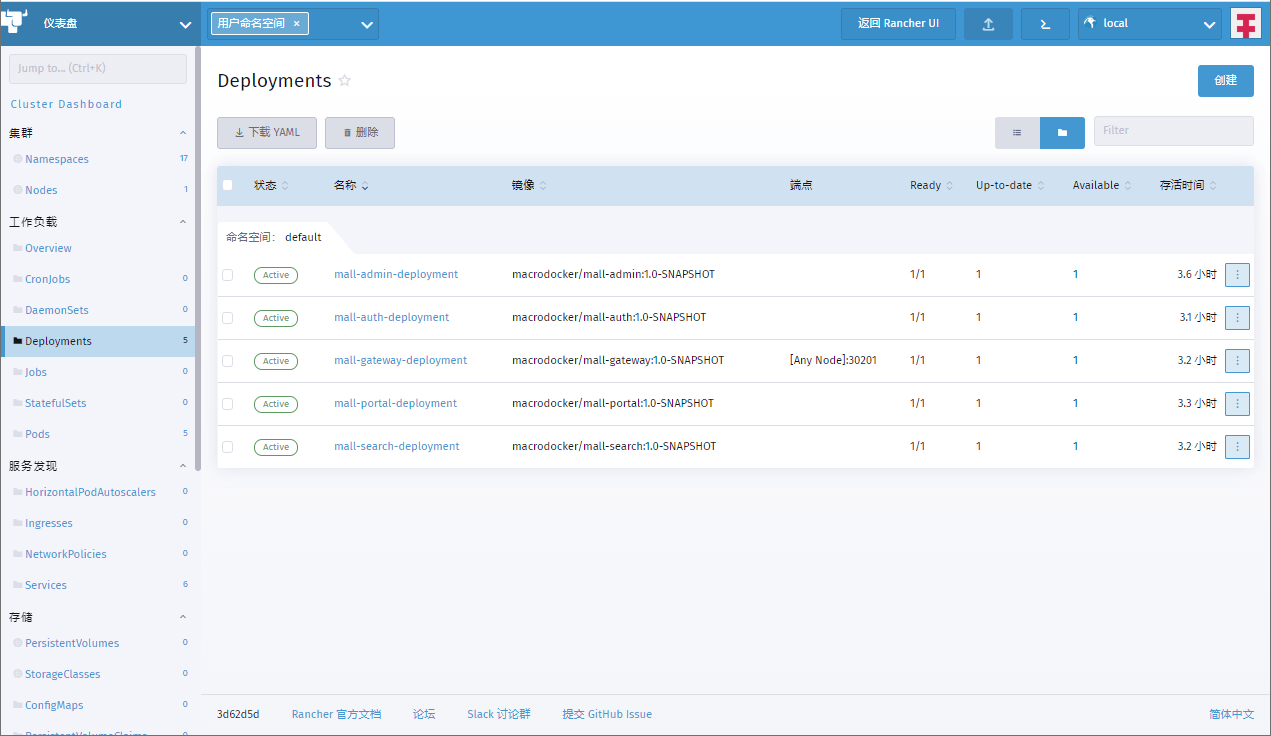 仪表盘
用户命名空间 ×
返回 Rancher UI
local
Jump to... (Ctrl+K)
Cluster Dashboard
集群
Namespaces 17
Nodes 1
工作负载
Overview
CronJobs 0
DaemonSets 0
Deployments 5
Jobs 0
StatefulSets 0
Pods 5
服务发现
HorizontalPodAutoscalers 0
Ingresses 0
NetworkPolicies 0
Services 6
存储
PersistentVolumes 0
StorageClasses 0
ConfigMaps 0
PersistentVolumeClaims 0
Deployments
创建
下载 YAML
删除
Filter
状态 名称 镜像 端点 Ready Up-to-date Available 存活时间
命名空间: default
Active mall-admin-deployment macrodocker/mall-admin:1.0-SNAPSHOT 1/1 1 1 3.6 小时
Active mall-auth-deployment macrodocker/mall-auth:1.0-SNAPSHOT 1/1 1 1 3.1 小时
Active mall-gateway-deployment macrodocker/mall-gateway:1.0-SNAPSHOT [Any Node]:30201 1/1 1 1 3.2 小时
Active mall-portal-deployment macrodocker/mall-portal:1.0-SNAPSHOT 1/1 1 1 3.3 小时
Active mall-search-deployment macrodocker/mall-search:1.0-SNAPSHOT 1/1 1 1 3.2 小时
3d62d5d Rancher 官方文档 论坛 Slack 讨论群 提交 GitHub Issue 简体中文